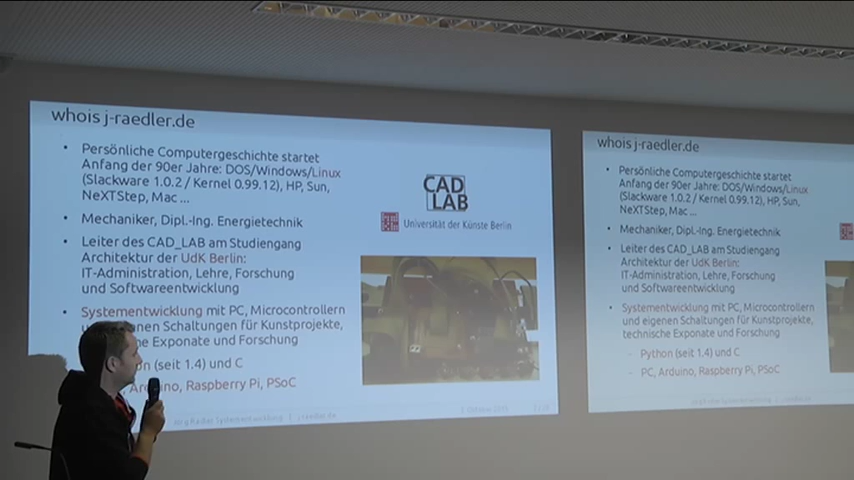 whois j-raedler.de
• Persönliche Computergeschichte startet
Anfang der 90er Jahre: DOS/Windows/Linux
(Slackware 1.0.2 / Kernel 0.99.12), HP, Sun,
NeXTStep, Mac ...
• Mechaniker, Dipl.-Ing. Energietechnik
• Leiter des CAD_LAB am Studiengang
Architektur der UdK Berlin:
IT-Administration, Lehre, Forschung
und Softwareentwicklung
• Systementwicklung mit PC, Microcontrollern
eigenen Schaltungen für Kunstprojekte,
Exponate und Forschung
(seit 1.4) und C
Arduino, Raspberry Pi, PSoC
CAD
LAB
Universität der Künste Berlin
whois j-raedler.de
• Persönliche Computergeschichte startet
Anfang der 90er Jahre: DOS/Windows/Linux
(Slackware 1.0.2 / Kernel 0.99.12), HP, Sun,
NeXTStep, Mac ...
• Mechaniker, Dipl.-Ing. Energietechnik
• Leiter des CAD_LAB am Studiengang
Architektur der UdK Berlin:
IT-Administration, Lehre, Forschung
und Softwareentwicklung
• Systementwicklung mit PC, Microcontrollern
und eigenen Schaltungen für Kunstprojekte,
technische Exponate und Forschung
– Python (seit 1.4) und C
– PC, Arduino, Raspberry Pi, PSoC